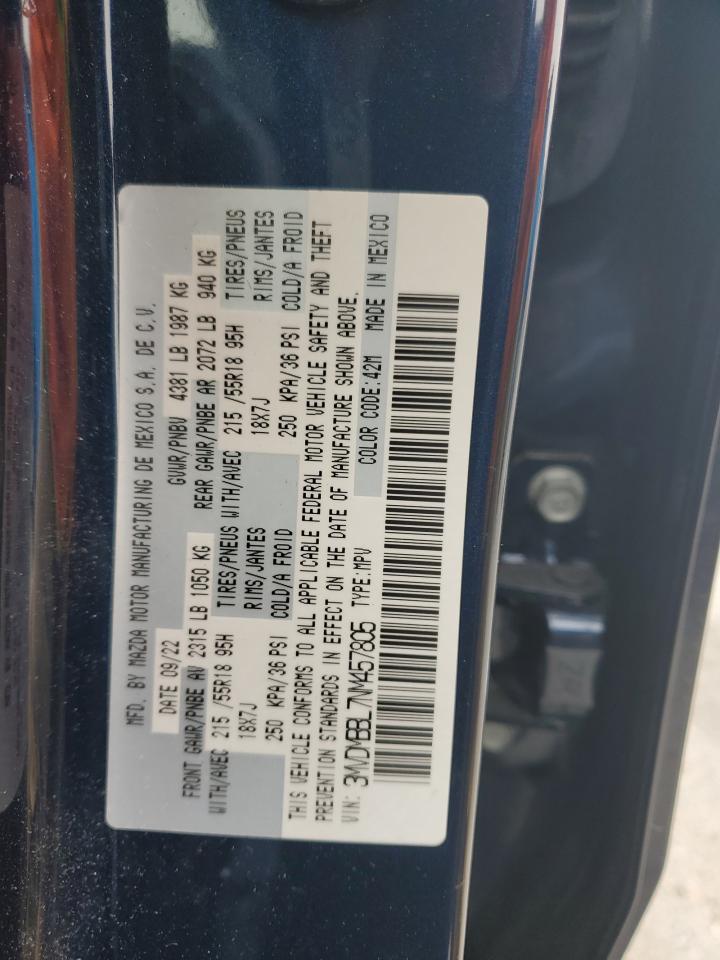 MFD. BY MAZDA MOTOR MANUFACTURING DE MEXICO S.A. DE C.V.
DATE 09/22 GVWR/PNBV 4381 LB 1987 KG
FRONT GAWR/PNBE AV 2315 LB 1050 KG REAR GAWR/PNBE AR 2072 LB 940 KG
WITH/AVEC 215 /55R18 95H TIRES/PNEUS WITH/AVEC 215 /55R18 95H TIRES/PNEUS
18X7J RIMS/JANTES 18X7J RIMS/JANTES
250 KPA/36 PSI COLD/A FROID 250 KPA/36 PSI COLD/A FROID
THIS VEHICLE CONFORMS TO ALL APPLICABLE FEDERAL MOTOR VEHICLE SAFETY AND THEFT
PREVENTION STANDARDS IN EFFECT ON THE DATE OF MANUFACTURE SHOWN ABOVE.
VIN: 3MVDMBBL7NM457805 TYPE:MPV COLOR CODE:42M MADE IN MEXICO